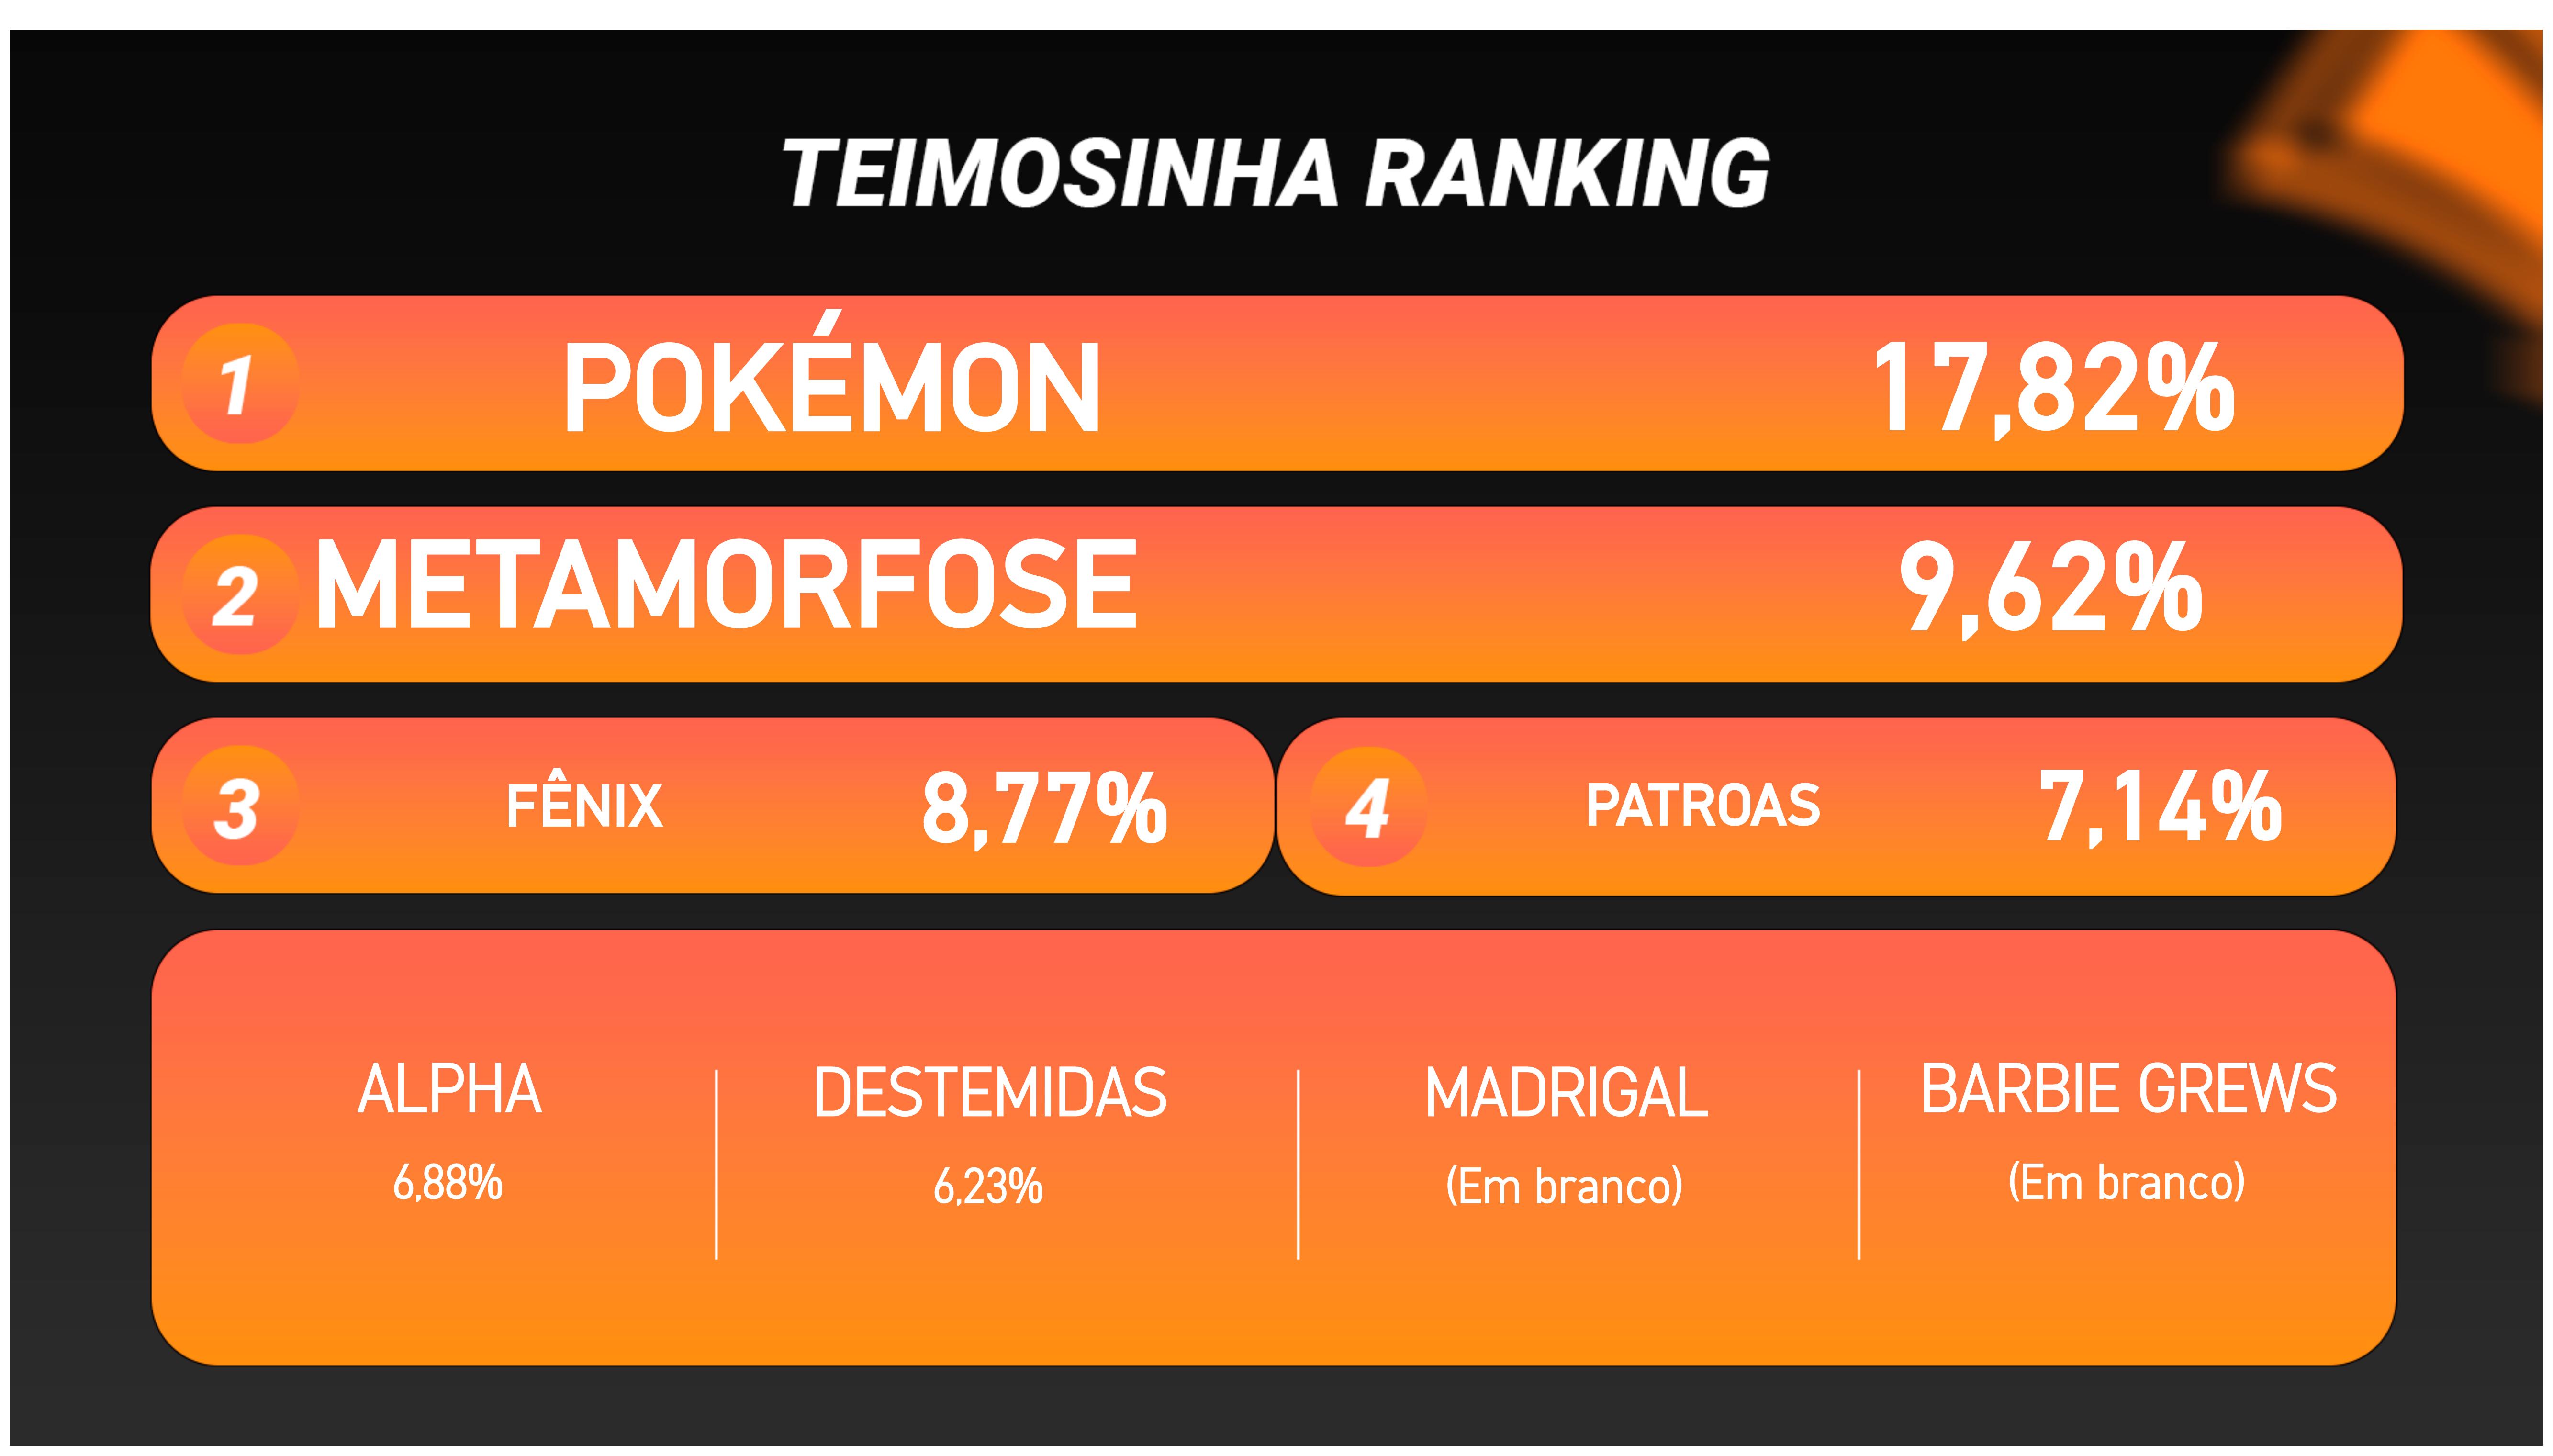 TEIMOSINHA RANKING
1 POKÉMON 17,82%
2 METAMORFOSE 9,62%
3 FÊNIX 8,77% 4 PATROAS 7,14%
ALPHA DESTEMIDAS MADRIGAL BARBIE GREWS
6,88% 6,23% (Em branco) (Em branco)